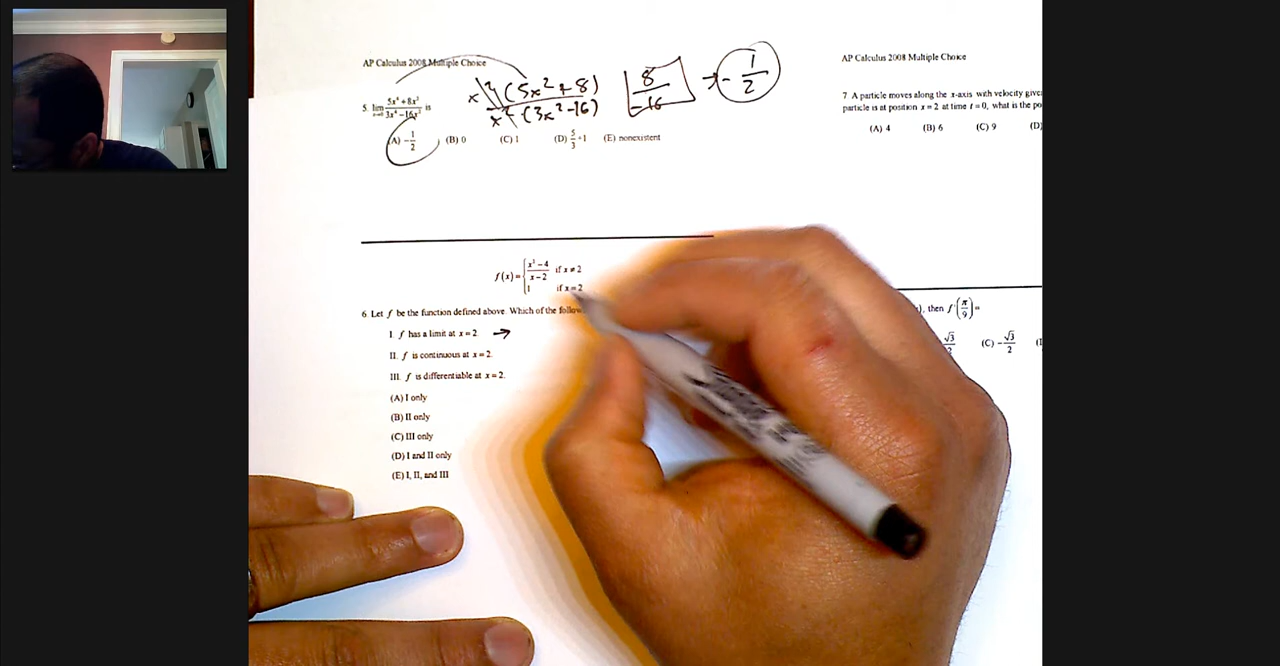 AP Calculus 2008 Multiple Choice
x² (5x² + 8)
x² (3x² - 16)
8
-16
→ - 1
2
5. lim 5x⁴ + 8x²
3x⁴ - 16x² is
(A) - 1/2 (B) 0 (C) 1 (D) 5/3 + 1 (E) nonexistent
f(x) = { x² - 4
x - 2 if x ≠ 2
1 if x = 2
6. Let f be the function defined above. Which of the
I. f has a limit at x = 2. →
II. f is continuous at x = 2.
III. f is differentiable at x = 2.
(A) I only
(B) II only
(C) III only
(D) I and II only
(E) I, II, and III
AP Calculus 2008 Multiple Choice
7. A particle moves along the x-axis with velocity
particle is at position x = 2 at time t = 0, what is the
(A) 4 (B) 6 (C) 9 (D)
), then f′(π/9) =
√3
2 (C) - √3/2